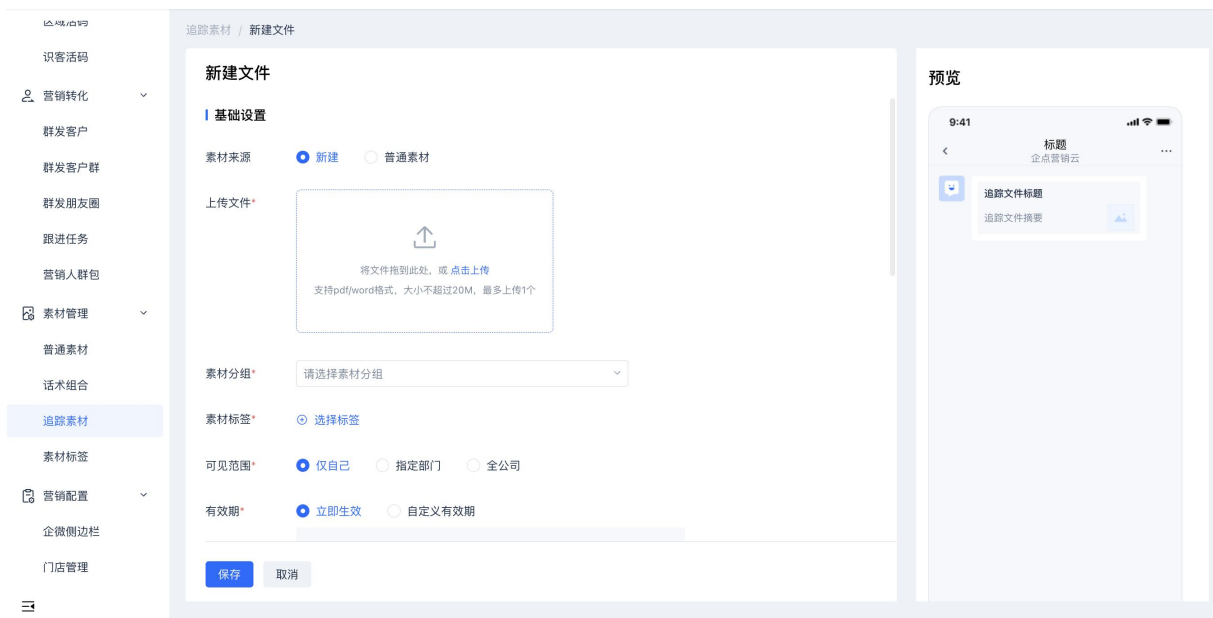 识客活码
营销转化
群发客户
群发客户群
群发朋友圈
跟进任务
营销人群包
素材管理
普通素材
话术组合
追踪素材
素材标签
营销配置
企微侧边栏
门店管理
追踪素材 / 新建文件
新建文件
基础设置
素材来源 新建 普通素材
上传文件*
将文件拖到此处，或 点击上传
支持pdf/word格式，大小不超过20M，最多上传1个
素材分组* 请选择素材分组
素材标签* 选择标签
可见范围* 仅自己 指定部门 全公司
有效期* 立即生效 自定义有效期
保存 取消
预览
9:41
标题
企点营销云
追踪文件标题
追踪文件摘要